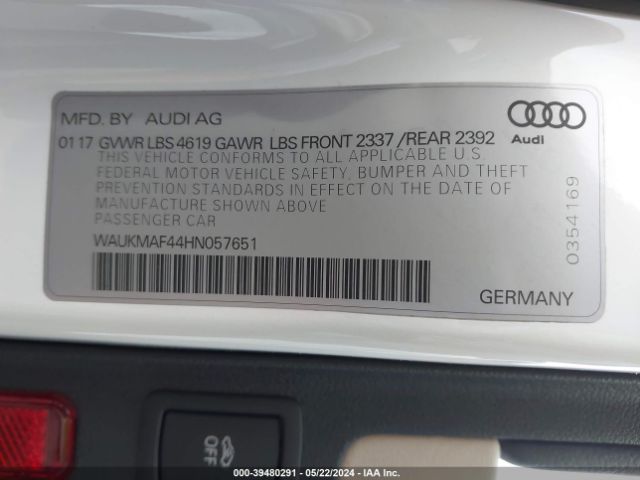 MFD. BY AUDI AG
Audi
01 17 GVWR LBS 4619 GAWR LBS FRONT 2337 / REAR 2392
THIS VEHICLE CONFORMS TO ALL APPLICABLE U.S.
FEDERAL MOTOR VEHICLE SAFETY, BUMPER AND THEFT
PREVENTION STANDARDS IN EFFECT ON THE DATE OF
MANUFACTURE SHOWN ABOVE
PASSENGER CAR
WAUKMAF44HN057651
0354169
GERMANY
OFF
000-39480291 - 05/22/2024 - IAA Inc.